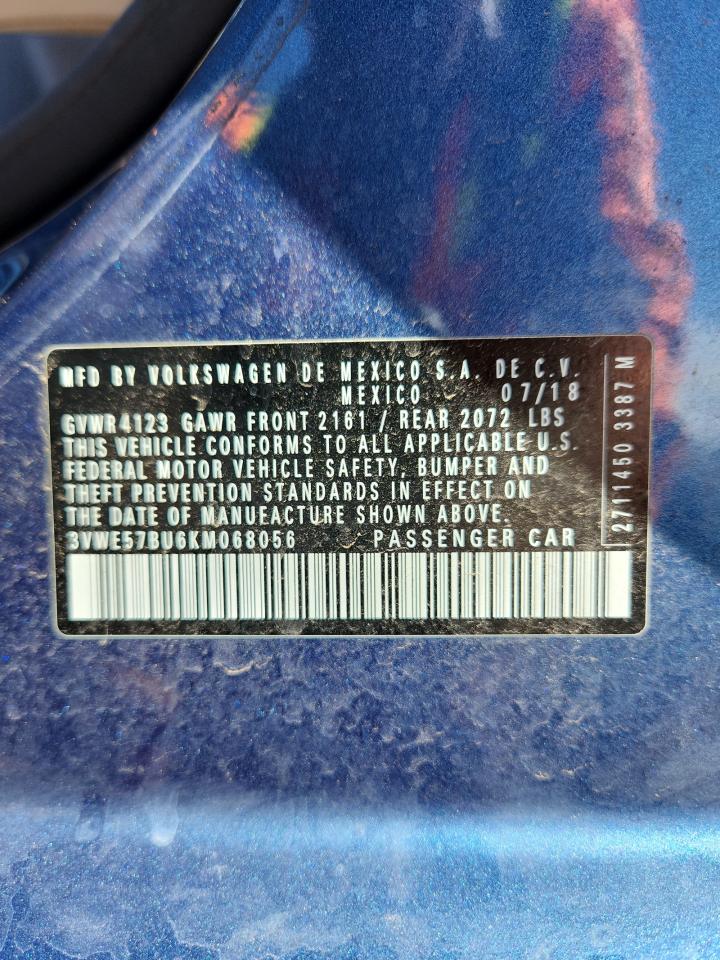 MFD BY VOLKSWAGEN DE MEXICO S.A. DE C.V.
MEXICO 07/18
GVWR4123 GAWR FRONT 2161 / REAR 2072 LBS
THIS VEHICLE CONFORMS TO ALL APPLICABLE U.S.
FEDERAL MOTOR VEHICLE SAFETY, BUMPER AND
THEFT PREVENTION STANDARDS IN EFFECT ON
THE DATE OF MANUFACTURE SHOWN ABOVE.
3VWE57BU6KM068056 PASSENGER CAR
2711450 3387 M